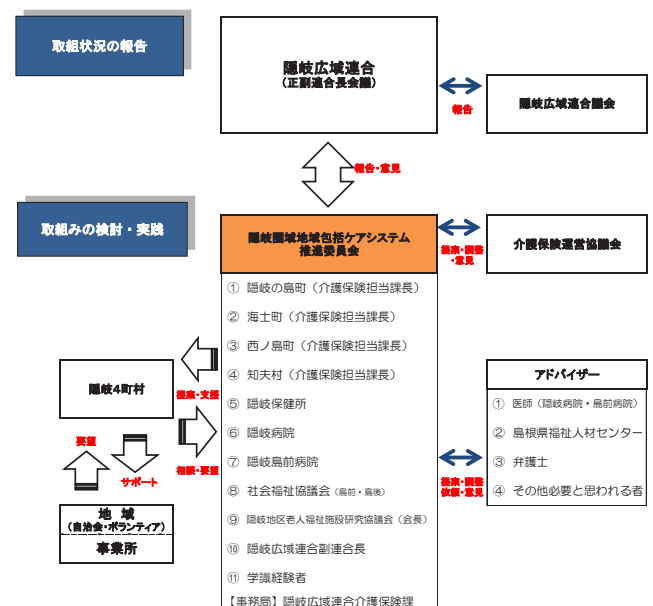 取組状況の報告
隠岐広域連合
(正副連合長会議)
報告
隠岐広域連合議会
報告・意見
取組みの検討・実践
隠岐圏域地域包括ケアシステム
推進委員会
提案・調整
・意見
介護保険運営協議会
① 隠岐の島町（介護保険担当課長）
② 海士町（介護保険担当課長）
③ 西ノ島町（介護保険担当課長）
④ 知夫村（介護保険担当課長）
⑤ 隠岐保健所
⑥ 隠岐病院
⑦ 隠岐島前病院
⑧ 社会福祉協議会（島前・島後）
⑨ 隠岐地区老人福祉施設研究協議会（会長）
⑩ 隠岐広域連合副連合長
⑪ 学識経験者
【事務局】隠岐広域連合介護保険課
隠岐4町村
提案・支援
相談・要望
要望
サポート
地 域
(自治会・ボランティア)
事業所
提案・調整
依頼・意見
アドバイザー
① 医師（隠岐病院・島前病院）
② 島根県福祉人材センター
③ 弁護士
④ その他必要と思われる者